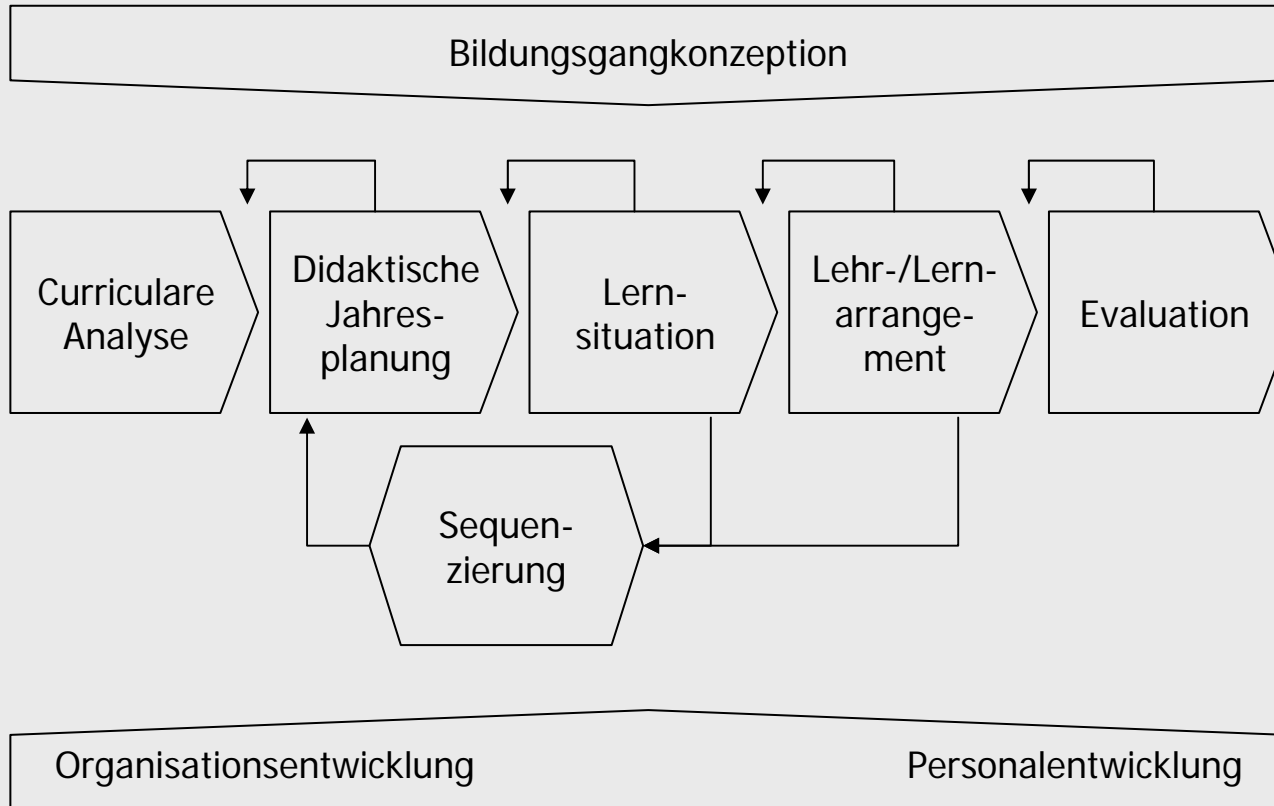 Bildungsgangkonzeption
Curriculare
Analyse
Didaktische
Jahres-
planung
Lern-
situation
Lehr-/Lern-
arrange-
ment
Evaluation
Sequen-
zierung
Organisationsentwicklung
Personalentwicklung